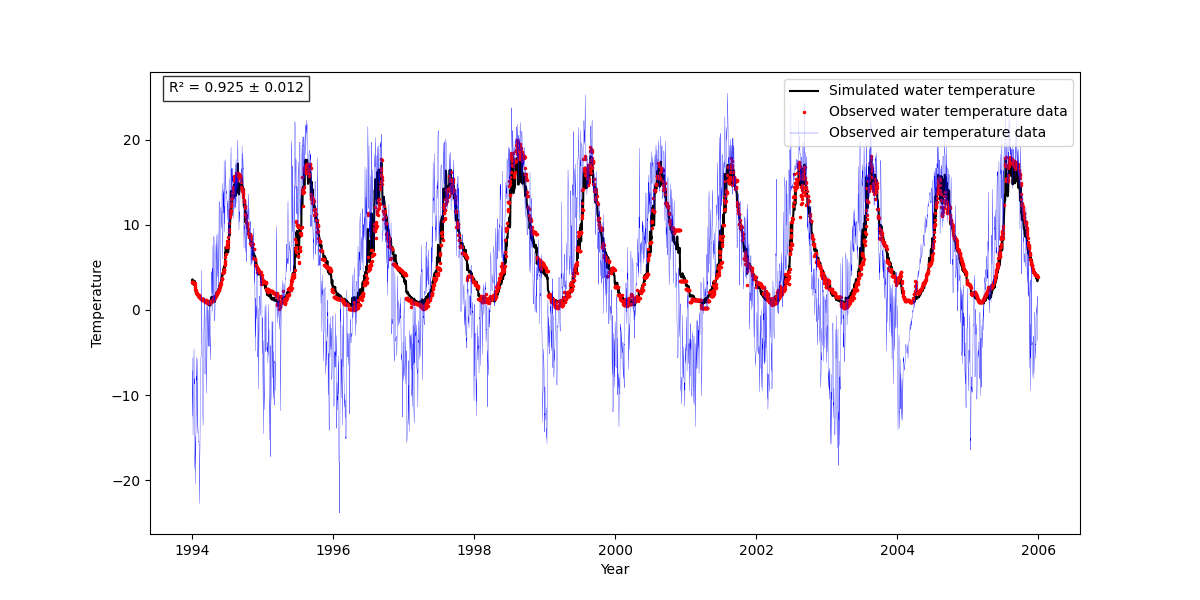 R² = 0.925 ± 0.012
Simulated water temperature
Observed water temperature data
Observed air temperature data
20
10
0
−10
−20
Temperature
1994 1996 1998 2000 2002 2004 2006
Year